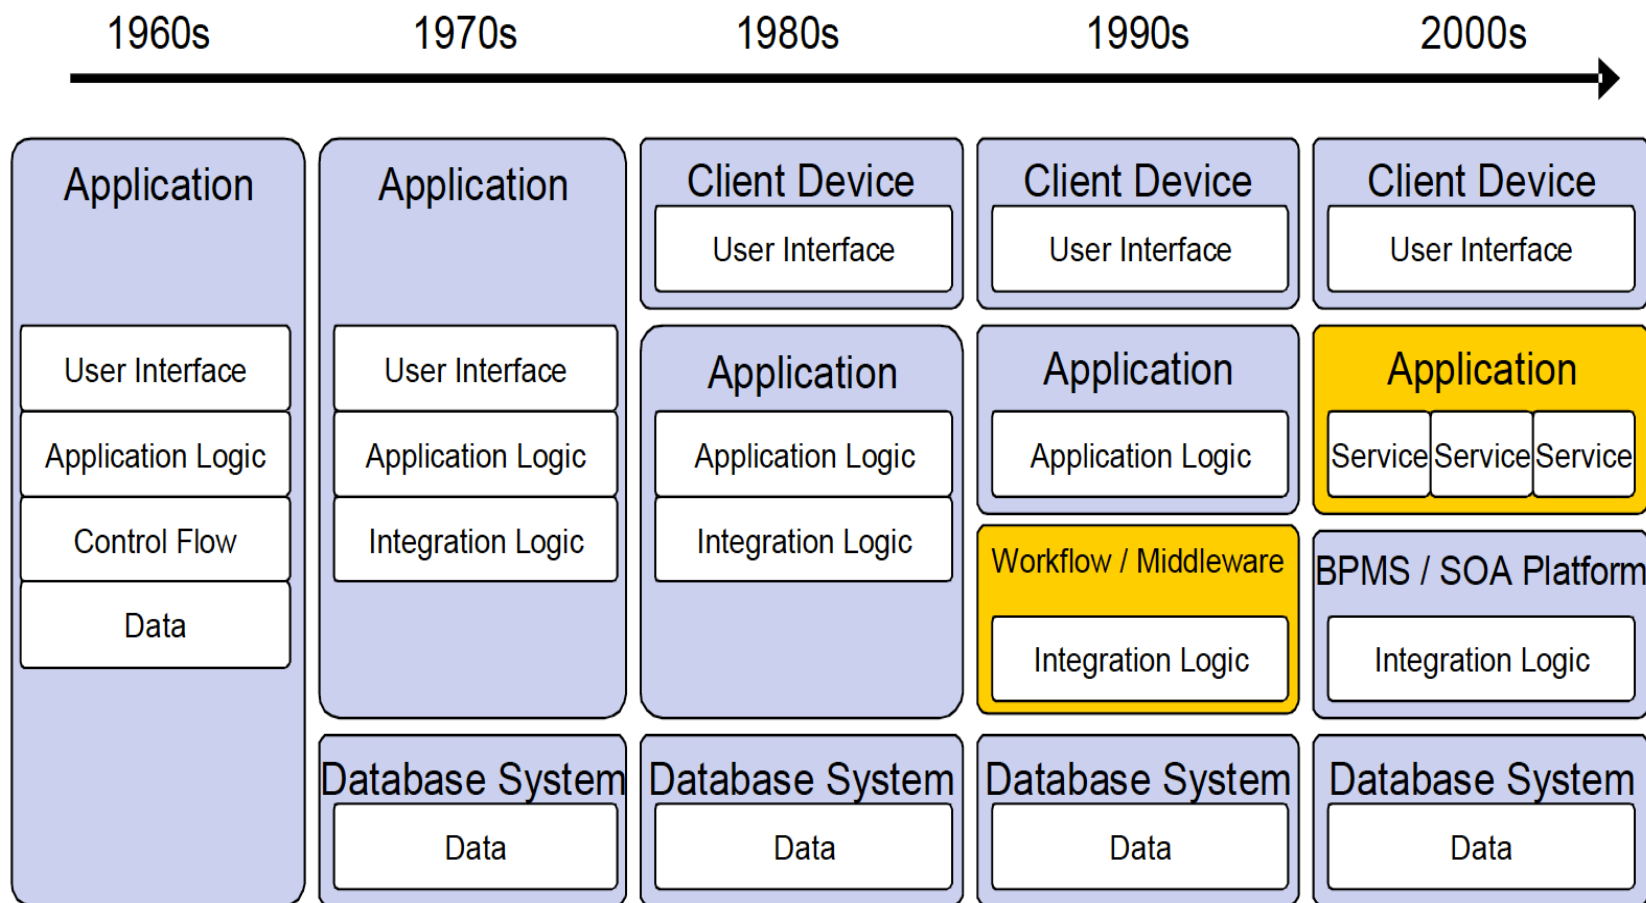 1960s
1970s
1980s
1990s
2000s
Application
User Interface
Application Logic
Control Flow
Data
Application
User Interface
Application Logic
Integration Logic
Database System
Data
Client Device
User Interface
Application
Application Logic
Integration Logic
Database System
Data
Client Device
User Interface
Application
Application Logic
Workflow / Middleware
Integration Logic
Database System
Data
Client Device
User Interface
Application
Service Service Service
BPMS / SOA Platform
Integration Logic
Database System
Data